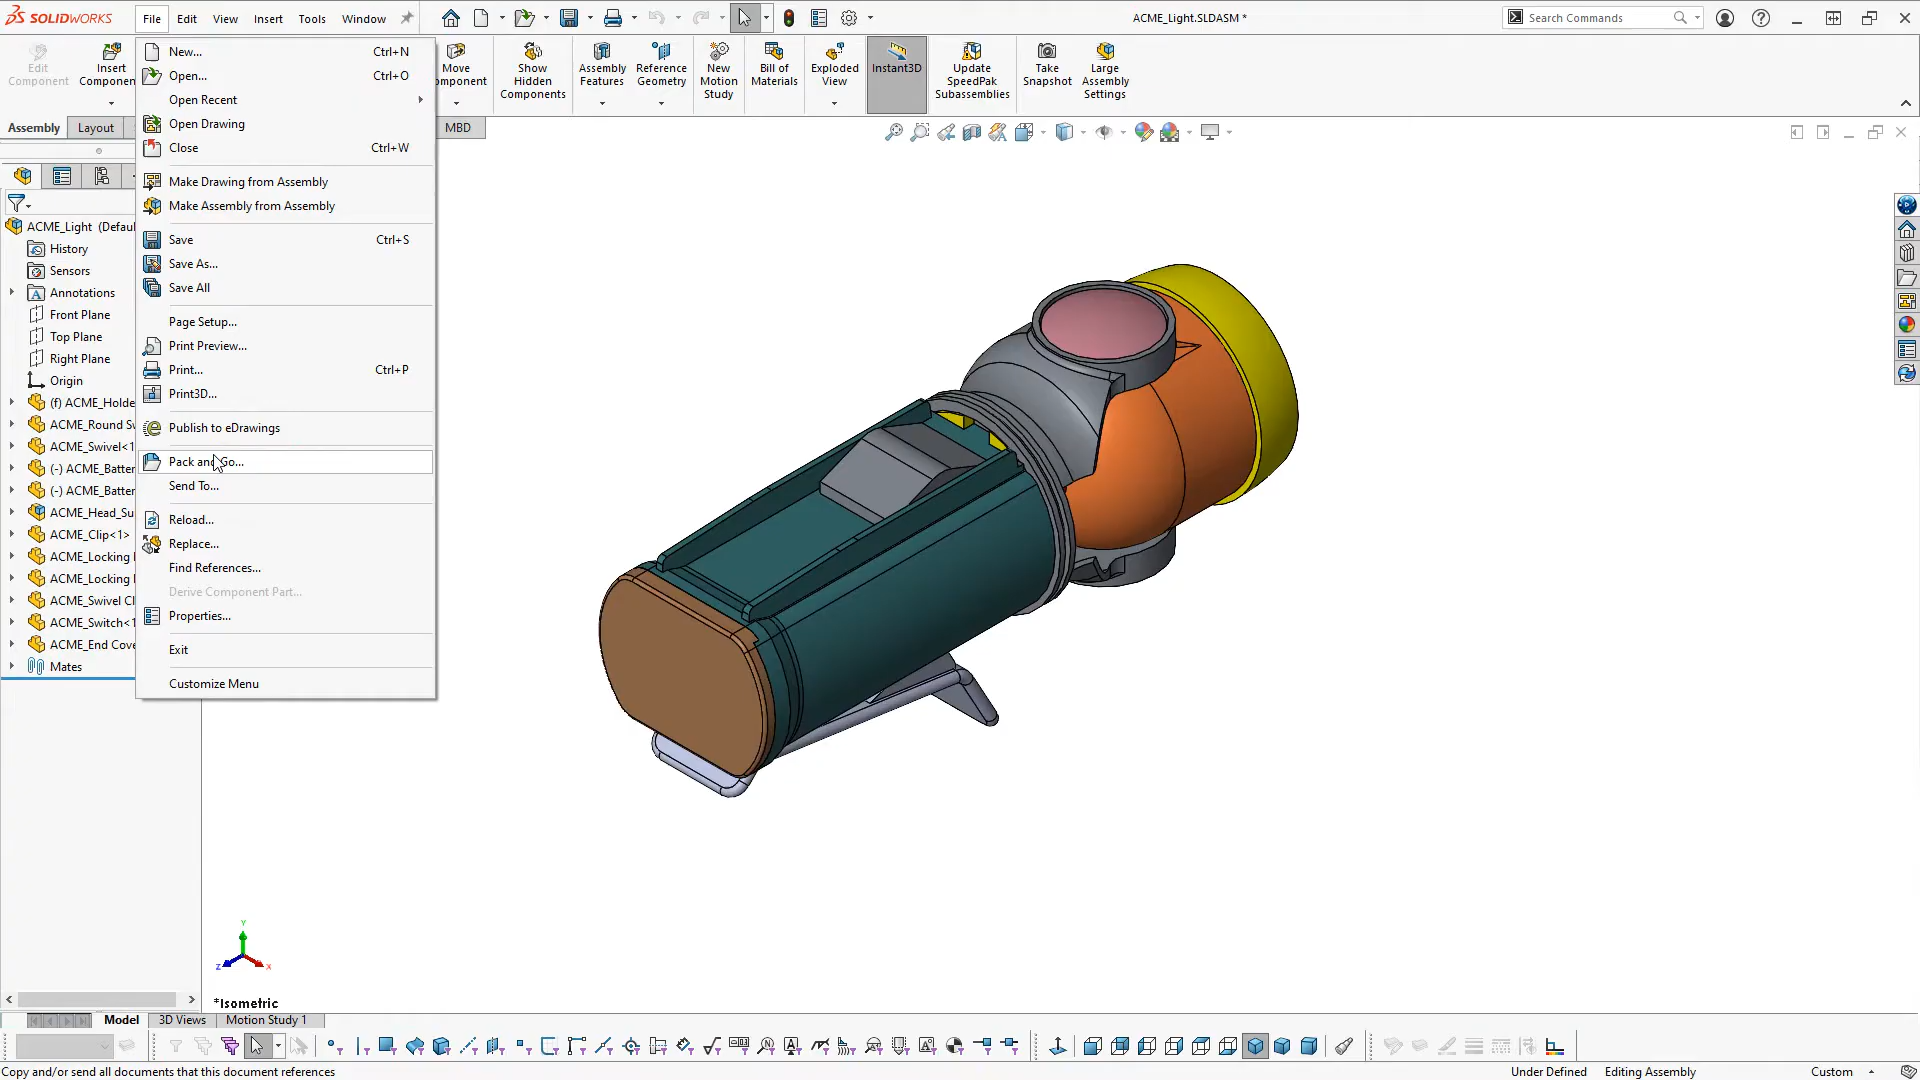 SOLIDWORKS
File
Edit
View
Insert
Tools
Window
ACME_Light.SLDASM *
Search Commands
Edit
Component
Insert
Componen
Move
omponent
Show
Hidden
Components
Assembly
Features
Reference
Geometry
New
Motion
Study
Bill of
Materials
Exploded
View
Instant3D
Update
SpeedPak
Subassemblies
Take
Snapshot
Large
Assembly
Settings
Assembly
Layout
MBD
New... Ctrl+N
Open... Ctrl+O
Open Recent
Open Drawing
Close Ctrl+W
Make Drawing from Assembly
Make Assembly from Assembly
Save Ctrl+S
Save As...
Save All
Page Setup...
Print Preview...
Print... Ctrl+P
Print3D...
Publish to eDrawings
Pack and Go...
Send To...
Reload...
Replace...
Find References...
Derive Component Part...
Properties...
Exit
Customize Menu
ACME_Light (Defau
History
Sensors
Annotations
Front Plane
Top Plane
Right Plane
Origin
(f) ACME_Holde
ACME_Round Sw
ACME_Swivel<1
(-) ACME_Batter
(-) ACME_Batter
ACME_Head_Su
ACME_Clip<1>
ACME_Locking
ACME_Locking
ACME_Swivel Cl
ACME_Switch<1
ACME_End Cove
Mates
Y
Z
X
*Isometric
Model
3D Views
Motion Study 1
Copy and/or send all documents that this document references
Under Defined
Editing Assembly
Custom